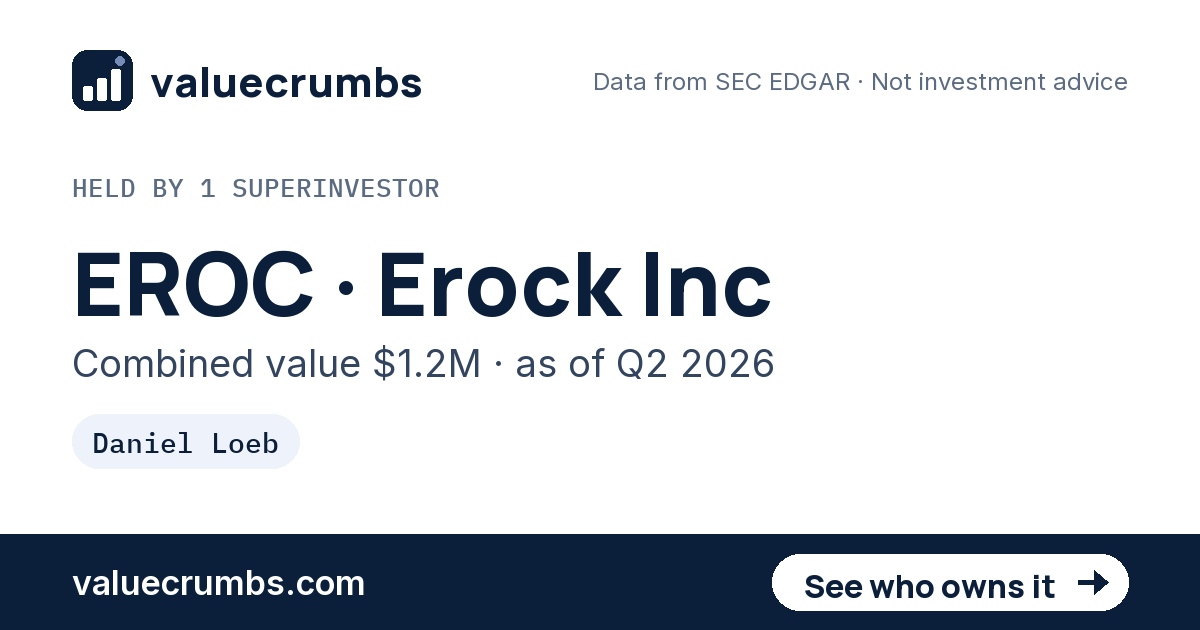 valuecrumbs
Data from SEC EDGAR · Not investment advice
HELD BY 1 SUPERINVESTOR
EROC · Erock Inc
Combined value $1.2M · as of Q2 2026
Daniel Loeb
valuecrumbs.com
See who owns it →